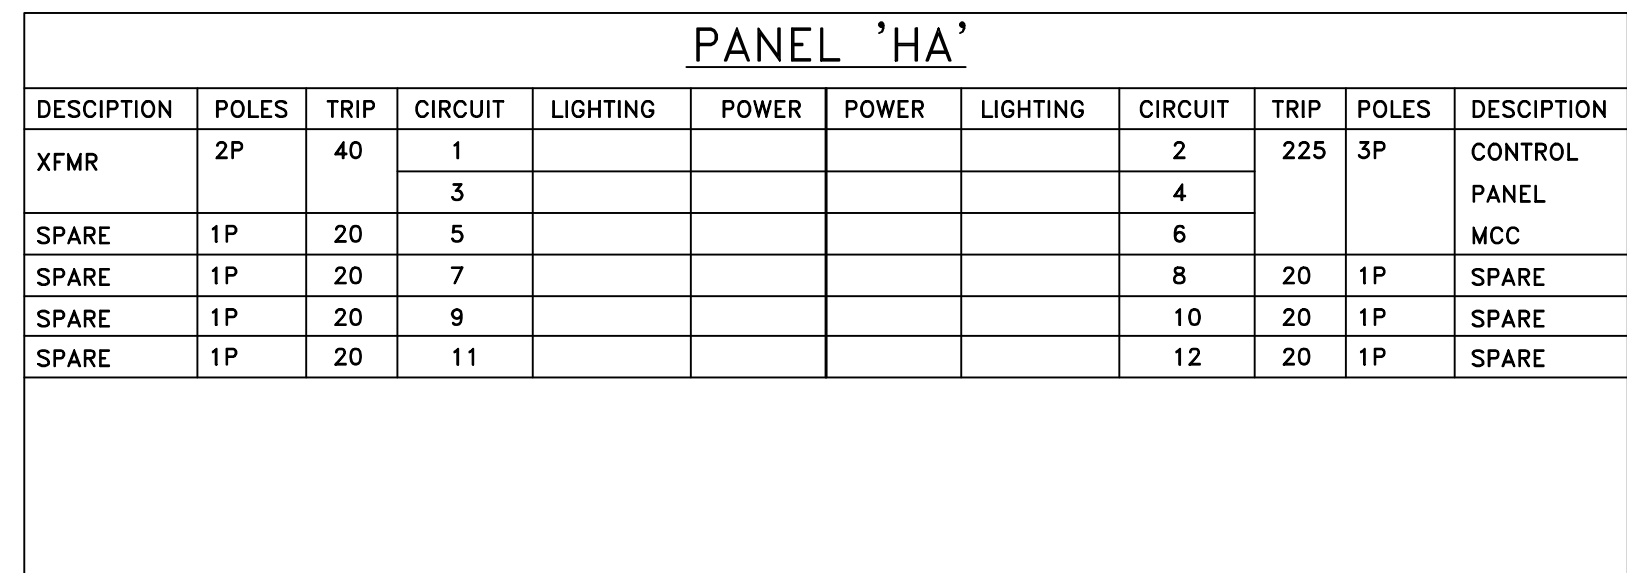 PANEL 'HA'
DESCIPTION POLES TRIP CIRCUIT LIGHTING POWER POWER LIGHTING CIRCUIT TRIP POLES DESCIPTION
XFMR 2P 40 1 2 225 3P CONTROL
3 4 PANEL
SPARE 1P 20 5 6 MCC
SPARE 1P 20 7 8 20 1P SPARE
SPARE 1P 20 9 10 20 1P SPARE
SPARE 1P 20 11 12 20 1P SPARE